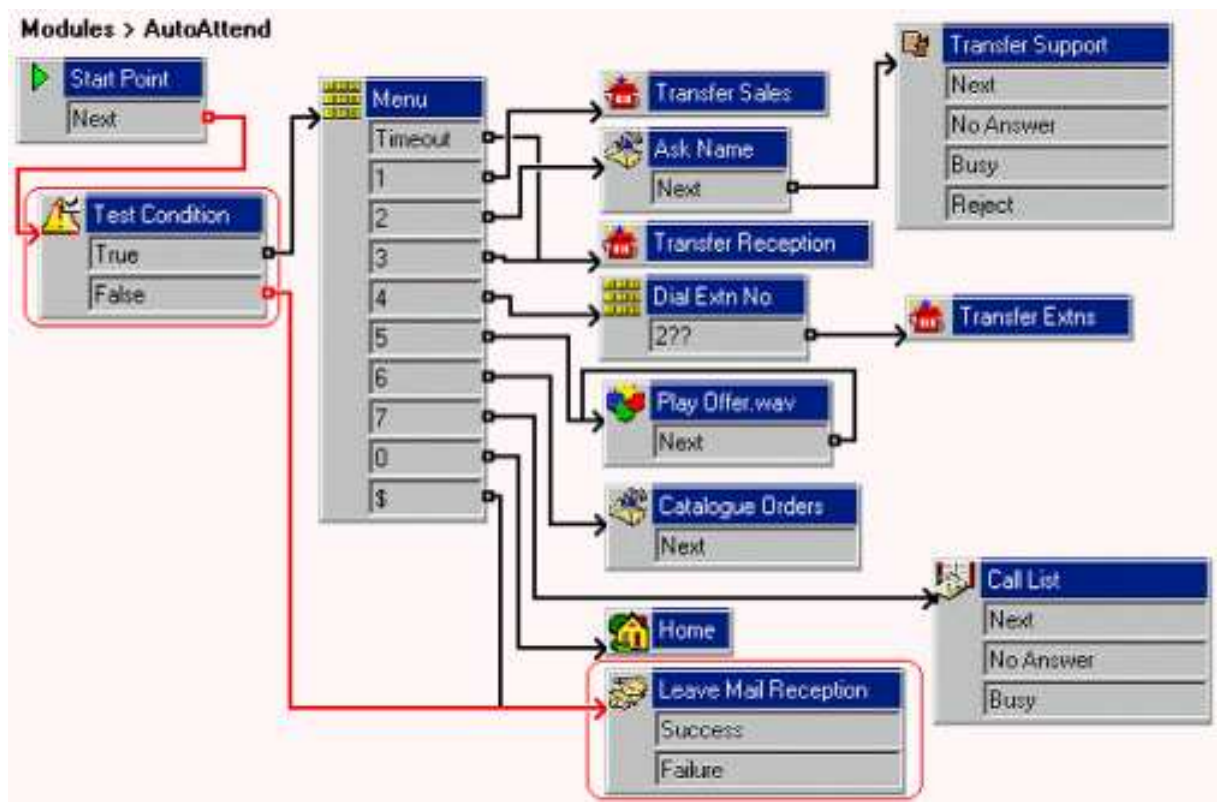 Modules > AutoAttend
Start Point
Next
Test Condition
True
False
Menu
Timeout
1
2
3
4
5
6
7
0
$
Transfer Sales
Ask Name
Next
Transfer Reception
Dial Extn No
2??
Play Offer.wav
Next
Catalogue Orders
Next
Home
Leave Mail Reception
Success
Failure
Transfer Support
Next
No Answer
Busy
Reject
Transfer Extns
Call List
Next
No Answer
Busy